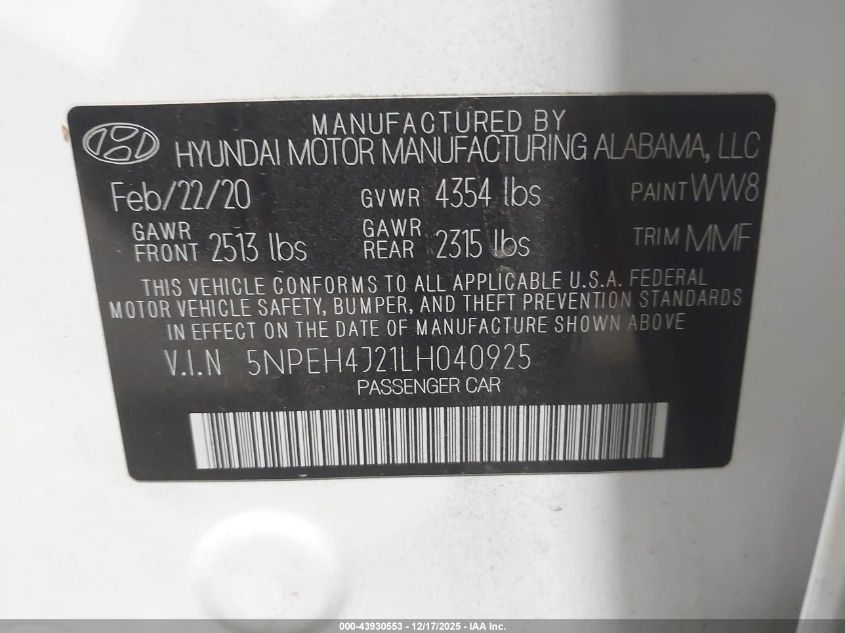 MANUFACTURED BY
HYUNDAI MOTOR MANUFACTURING ALABAMA, LLC
Feb/22/20 GVWR 4354 lbs PAINT WW8
GAWR FRONT 2513 lbs GAWR REAR 2315 lbs TRIM MMF
THIS VEHICLE CONFORMS TO ALL APPLICABLE U.S.A. FEDERAL
MOTOR VEHICLE SAFETY, BUMPER, AND THEFT PREVENTION STANDARDS
IN EFFECT ON THE DATE OF MANUFACTURE SHOWN ABOVE
V.I.N 5NPEH4J21LH040925
PASSENGER CAR
000-43930553 - 12/17/2025 - IAA Inc.